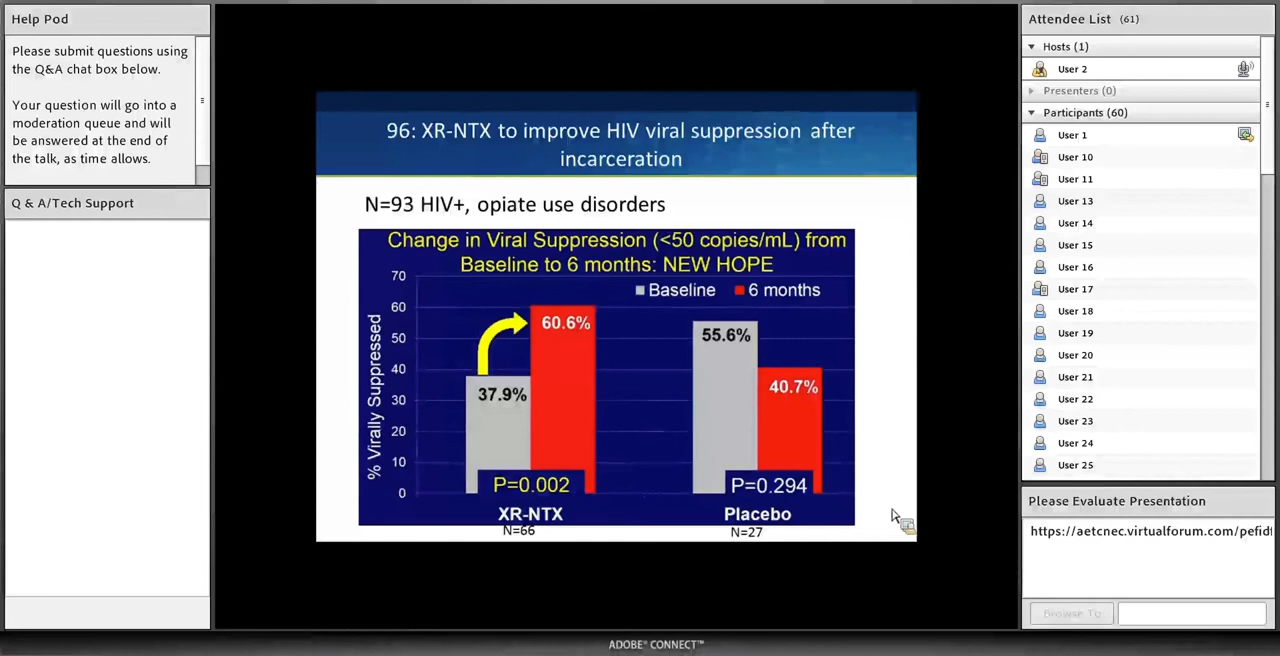 Help Pod
Please submit questions using
the Q&A chat box below.
Your question will go into a
moderation queue and will
be answered at the end of
the talk, as time allows.
Q & A/Tech Support
96: XR-NTX to improve HIV viral suppression after
incarceration
N=93 HIV+, opiate use disorders
Change in Viral Suppression (<50 copies/mL) from
Baseline to 6 months: NEW HOPE
Baseline
6 months
% Virally Suppressed
70
60
50
40
30
20
10
0
37.9%
60.6%
55.6%
40.7%
P=0.002
P=0.294
XR-NTX
Placebo
N=66
N=27
Attendee List (61)
Hosts (1)
User 2
Presenters (0)
Participants (60)
User 1
User 10
User 11
User 13
User 14
User 15
User 16
User 17
User 18
User 19
User 20
User 21
User 22
User 23
User 24
User 25
Please Evaluate Presentation
https://aetcnec.virtualforum.com/pefidf
Browse To
ADOBE® CONNECT™